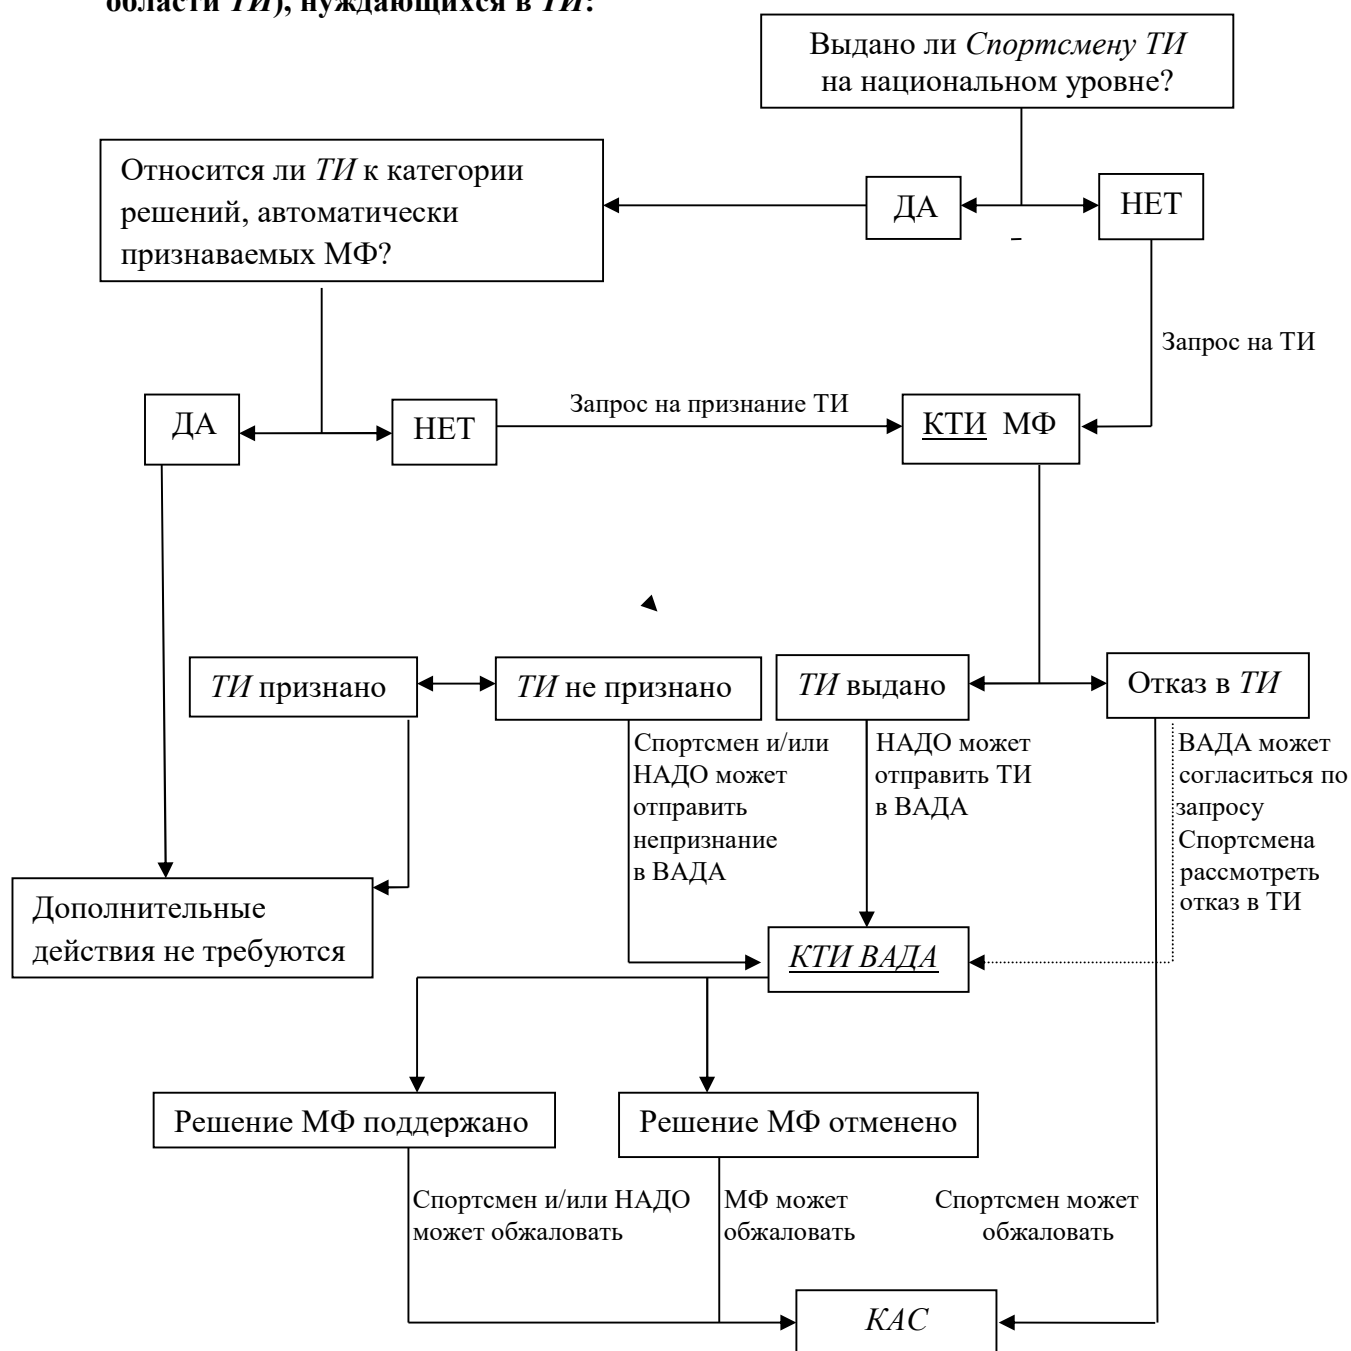 области ТИ), нуждающихся в ТИ:
Выдано ли Спортсмену ТИ
на национальном уровне?
Относится ли ТИ к категории
решений, автоматически
признаваемых МФ?
ДА
НЕТ
Запрос на ТИ
ДА
НЕТ
Запрос на признание ТИ
КТИ МФ
ТИ признано
ТИ не признано
ТИ выдано
Отказ в ТИ
Спортсмен и/или
НАДО может
отправить
непризнание
в ВАДА
НАДО может
отправить ТИ
в ВАДА
ВАДА может
согласиться по
запросу
Спортсмена
рассмотреть
отказ в ТИ
Дополнительные
действия не требуются
КТИ ВАДА
Решение МФ поддержано
Решение МФ отменено
Спортсмен и/или НАДО
может обжаловать
МФ может
обжаловать
Спортсмен может
обжаловать
КАС